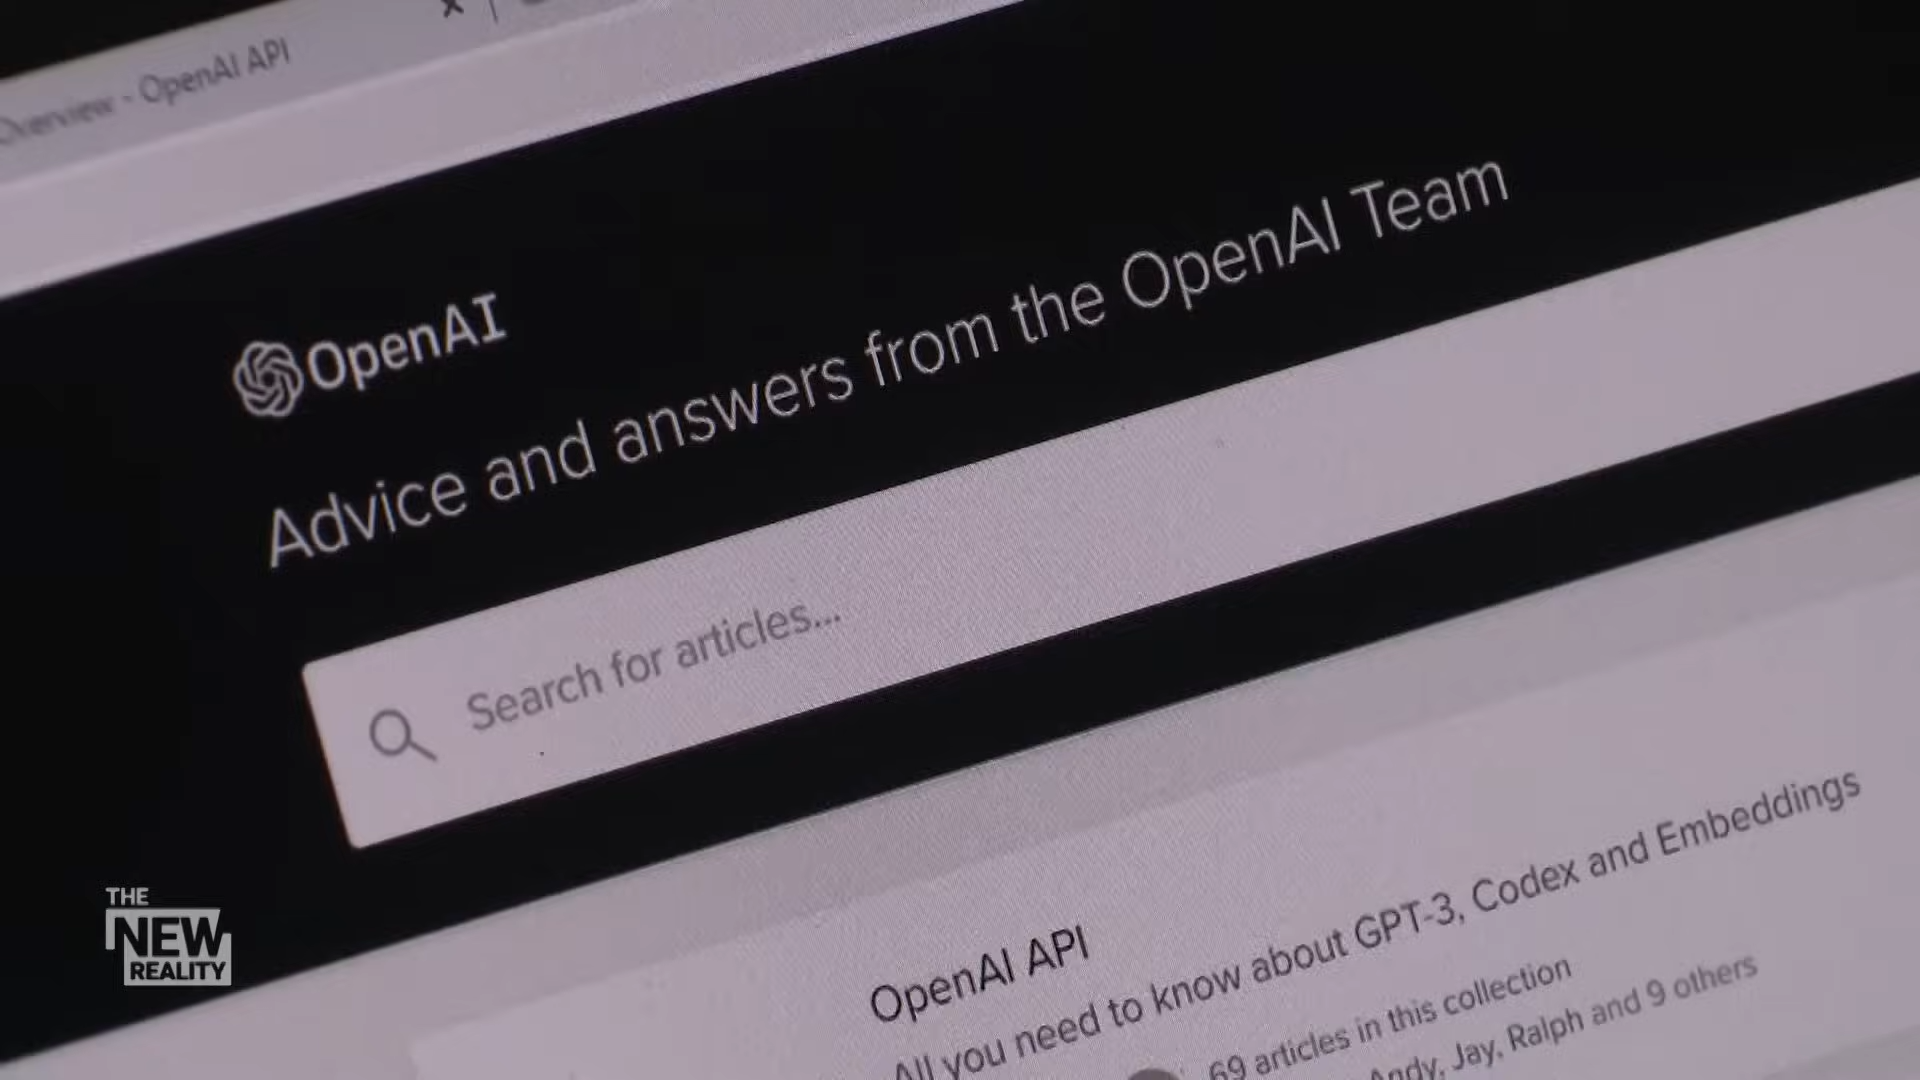 Overview - OpenAI API
OpenAI
Advice and answers from the OpenAI Team
Search for articles...
OpenAI API
All you need to know about GPT-3, Codex and Embeddings
69 articles in this collection
Andy, Jay, Ralph and 9 others
THE
NEW
REALITY